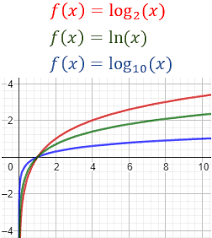 f(x) = log₂(x)
f(x) = ln(x)
f(x) = log₁₀(x)
4
2
0 2 4 6 8 10
−2
−4